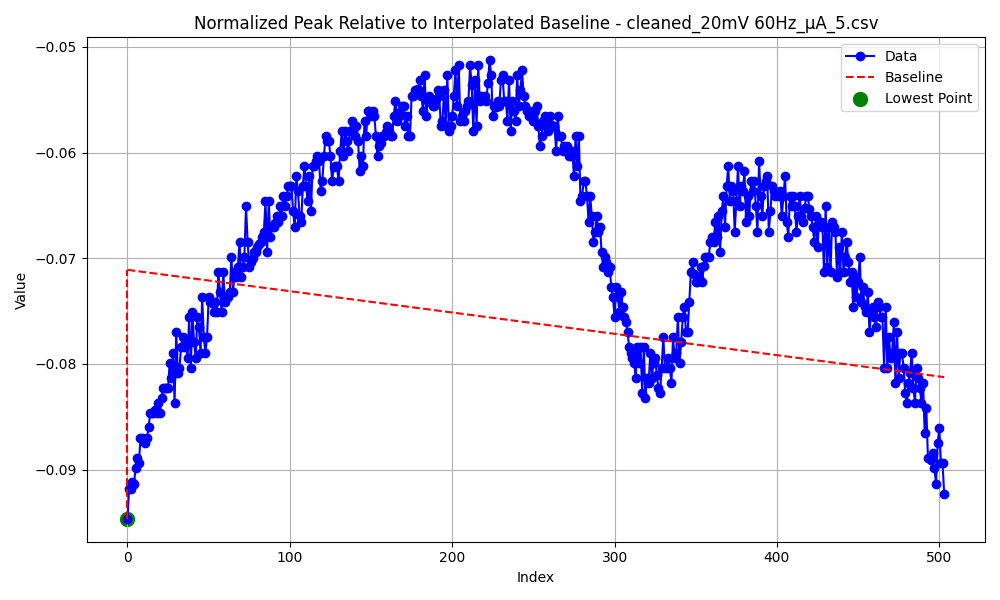 Normalized Peak Relative to Interpolated Baseline - cleaned_20mV 60Hz_μA_5.csv
Data
Baseline
Lowest Point
Value
−0.05
−0.06
−0.07
−0.08
−0.09
0
100
200
300
400
500
Index